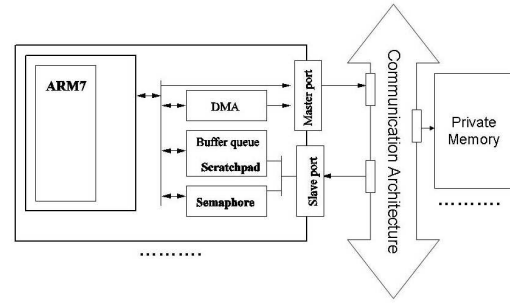 ARM7
DMA
Buffer queue
Scratchpad
Semaphore
Master port
Slave port
Communication Architecture
Private
Memory
..........
..........